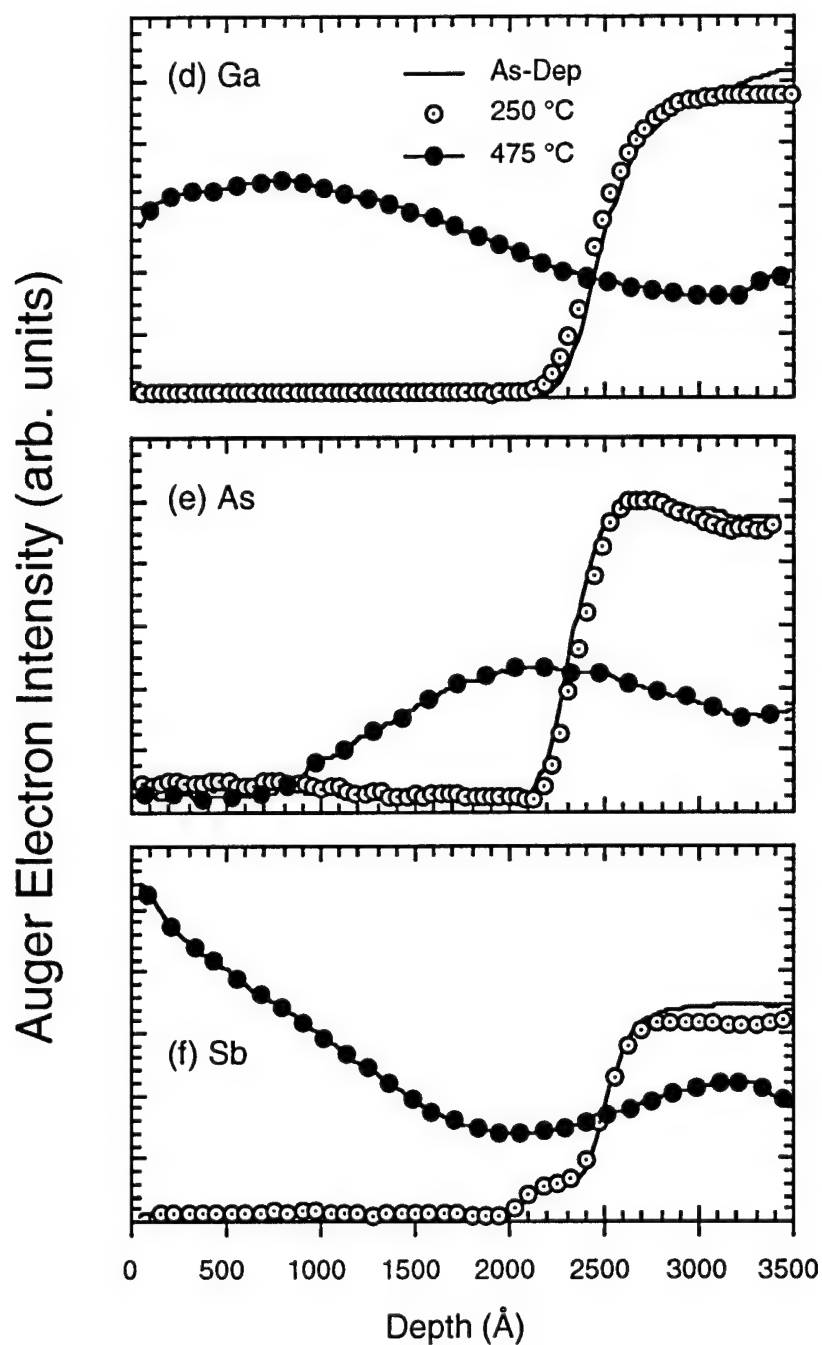 (d) Ga
As-Dep
250 °C
475 °C
(e) As
(f) Sb
Auger Electron Intensity (arb. units)
0 500 1000 1500 2000 2500 3000 3500
Depth (Å)